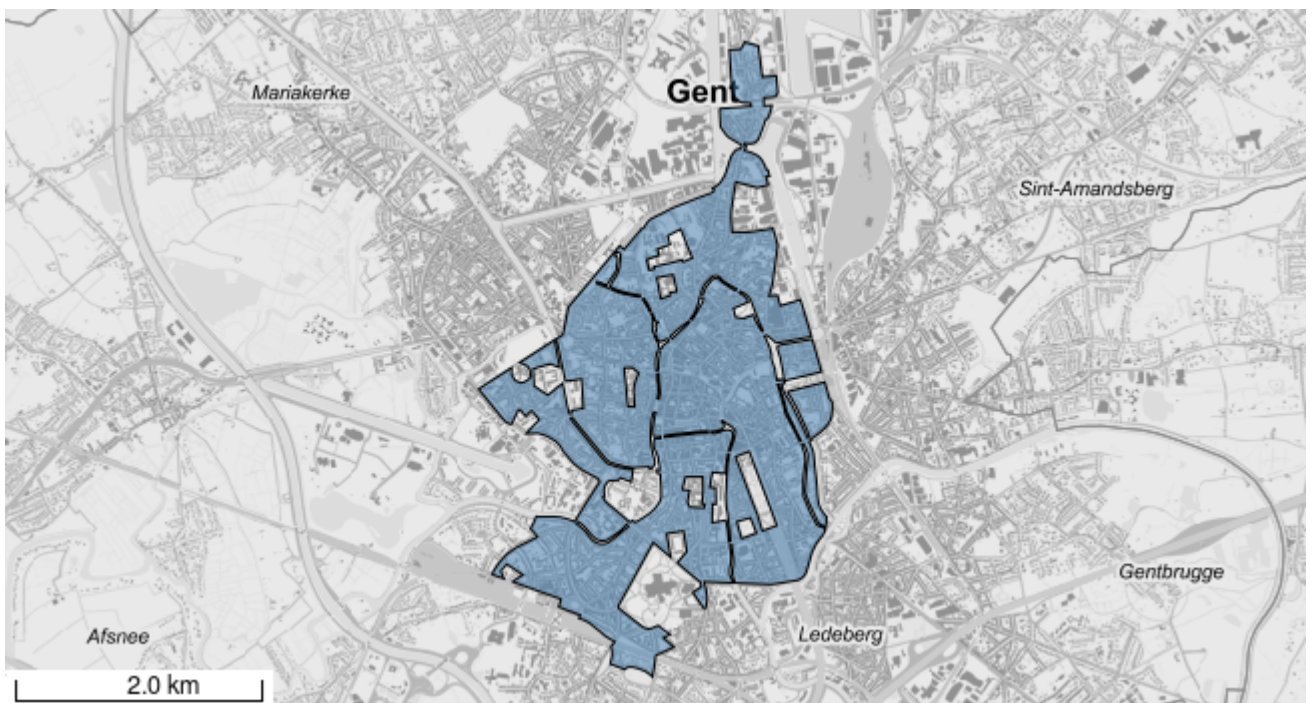 Gent
Mariakerke
Sint-Amandsberg
Gentbrugge
Afsnee
Ledeberg
2.0 km